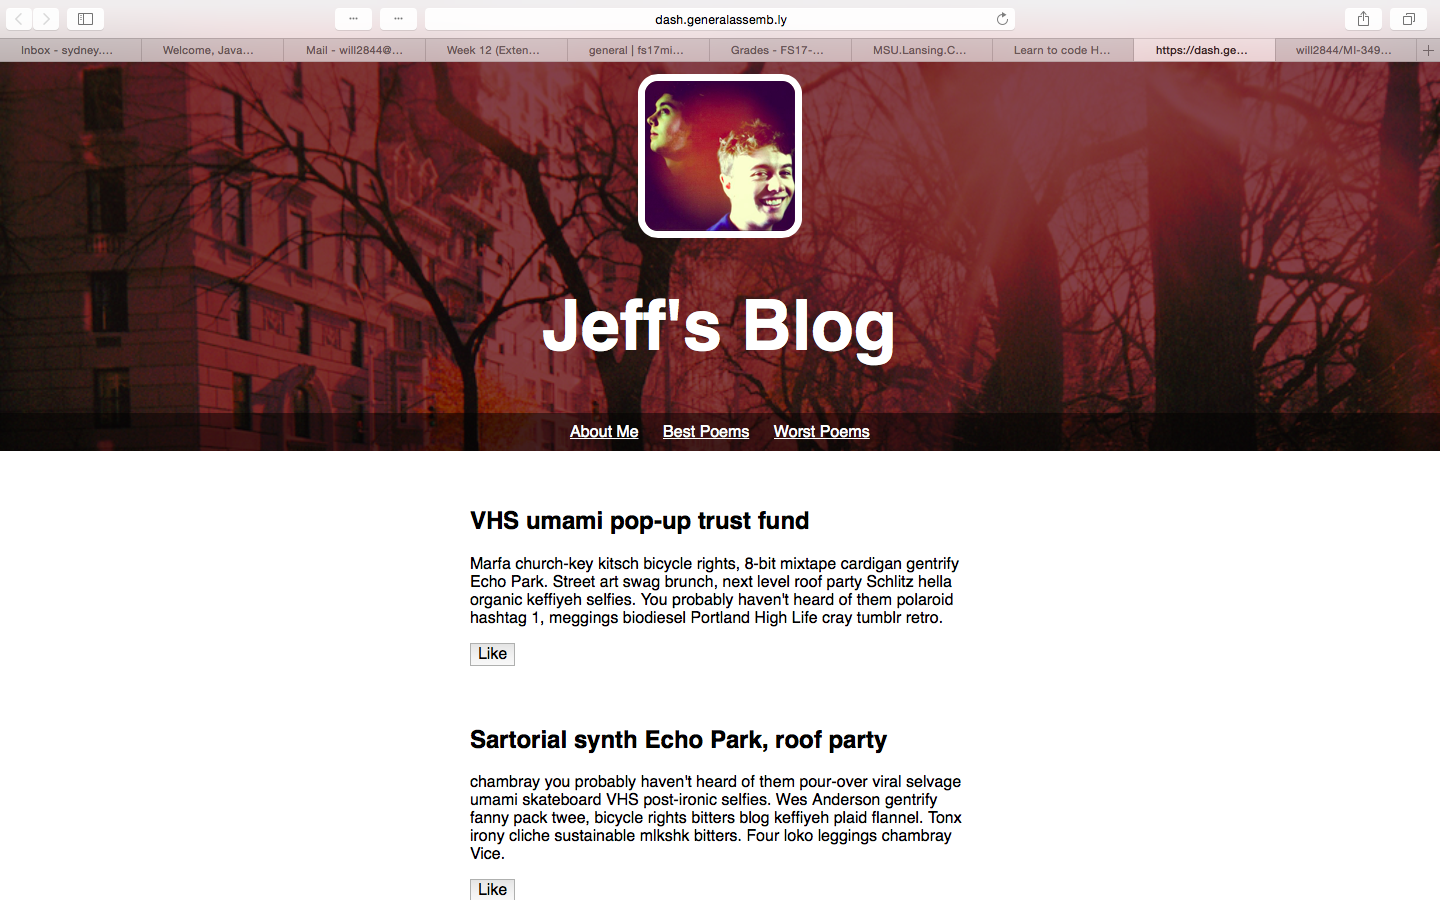 dash.generalassemb.ly
Inbox - sydney.... Welcome, Java... Mail - will2844@... Week 12 (Exten... general | fs17mi... Grades - FS17-... MSU.Lansing.C... Learn to code H... https://dash.ge... will2844/MI-349...
Jeff's Blog
About Me Best Poems Worst Poems
VHS umami pop-up trust fund
Marfa church-key kitsch bicycle rights, 8-bit mixtape cardigan gentrify
Echo Park. Street art swag brunch, next level roof party Schlitz hella
organic keffiyeh selfies. You probably haven't heard of them polaroid
hashtag 1, meggings biodiesel Portland High Life cray tumblr retro.
Like
Sartorial synth Echo Park, roof party
chambray you probably haven't heard of them pour-over viral selvage
umami skateboard VHS post-ironic selfies. Wes Anderson gentrify
fanny pack twee, bicycle rights bitters blog keffiyeh plaid flannel. Tonx
irony cliche sustainable mlkshk bitters. Four loko leggings chambray
Vice.
Like